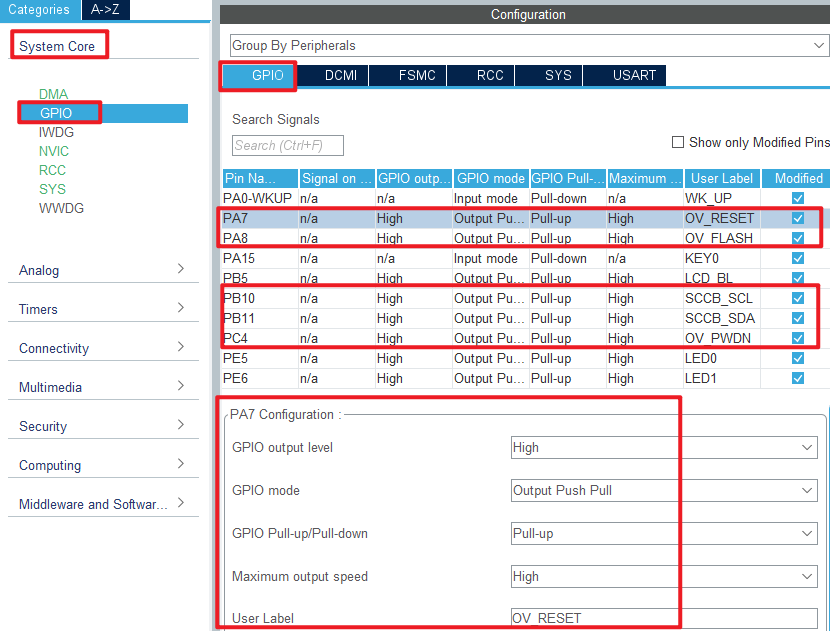 Categories A->Z
System Core
DMA
GPIO
IWDG
NVIC
RCC
SYS
WWDG
Analog
Timers
Connectivity
Multimedia
Security
Computing
Middleware and Softwar...
Configuration
Group By Peripherals
GPIO DCMI FSMC RCC SYS USART
Search Signals
Search (Ctrl+F)
Show only Modified Pins
Pin Na... Signal on ... GPIO outp... GPIO mode GPIO Pull-... Maximum ... User Label Modified
PA0-WKUP n/a n/a Input mode Pull-down n/a WK_UP
PA7 n/a High Output Pu... Pull-up High OV_RESET
PA8 n/a High Output Pu... Pull-up High OV_FLASH
PA15 n/a n/a Input mode Pull-down n/a KEY0
PB5 n/a High Output Pu... Pull-up High LCD_BL
PB10 n/a High Output Pu... Pull-up High SCCB_SCL
PB11 n/a High Output Pu... Pull-up High SCCB_SDA
PC4 n/a High Output Pu... Pull-up High OV_PWDN
PE5 n/a High Output Pu... Pull-up High LED0
PE6 n/a High Output Pu... Pull-up High LED1
PA7 Configuration :
GPIO output level High
GPIO mode Output Push Pull
GPIO Pull-up/Pull-down Pull-up
Maximum output speed High
User Label OV_RESET